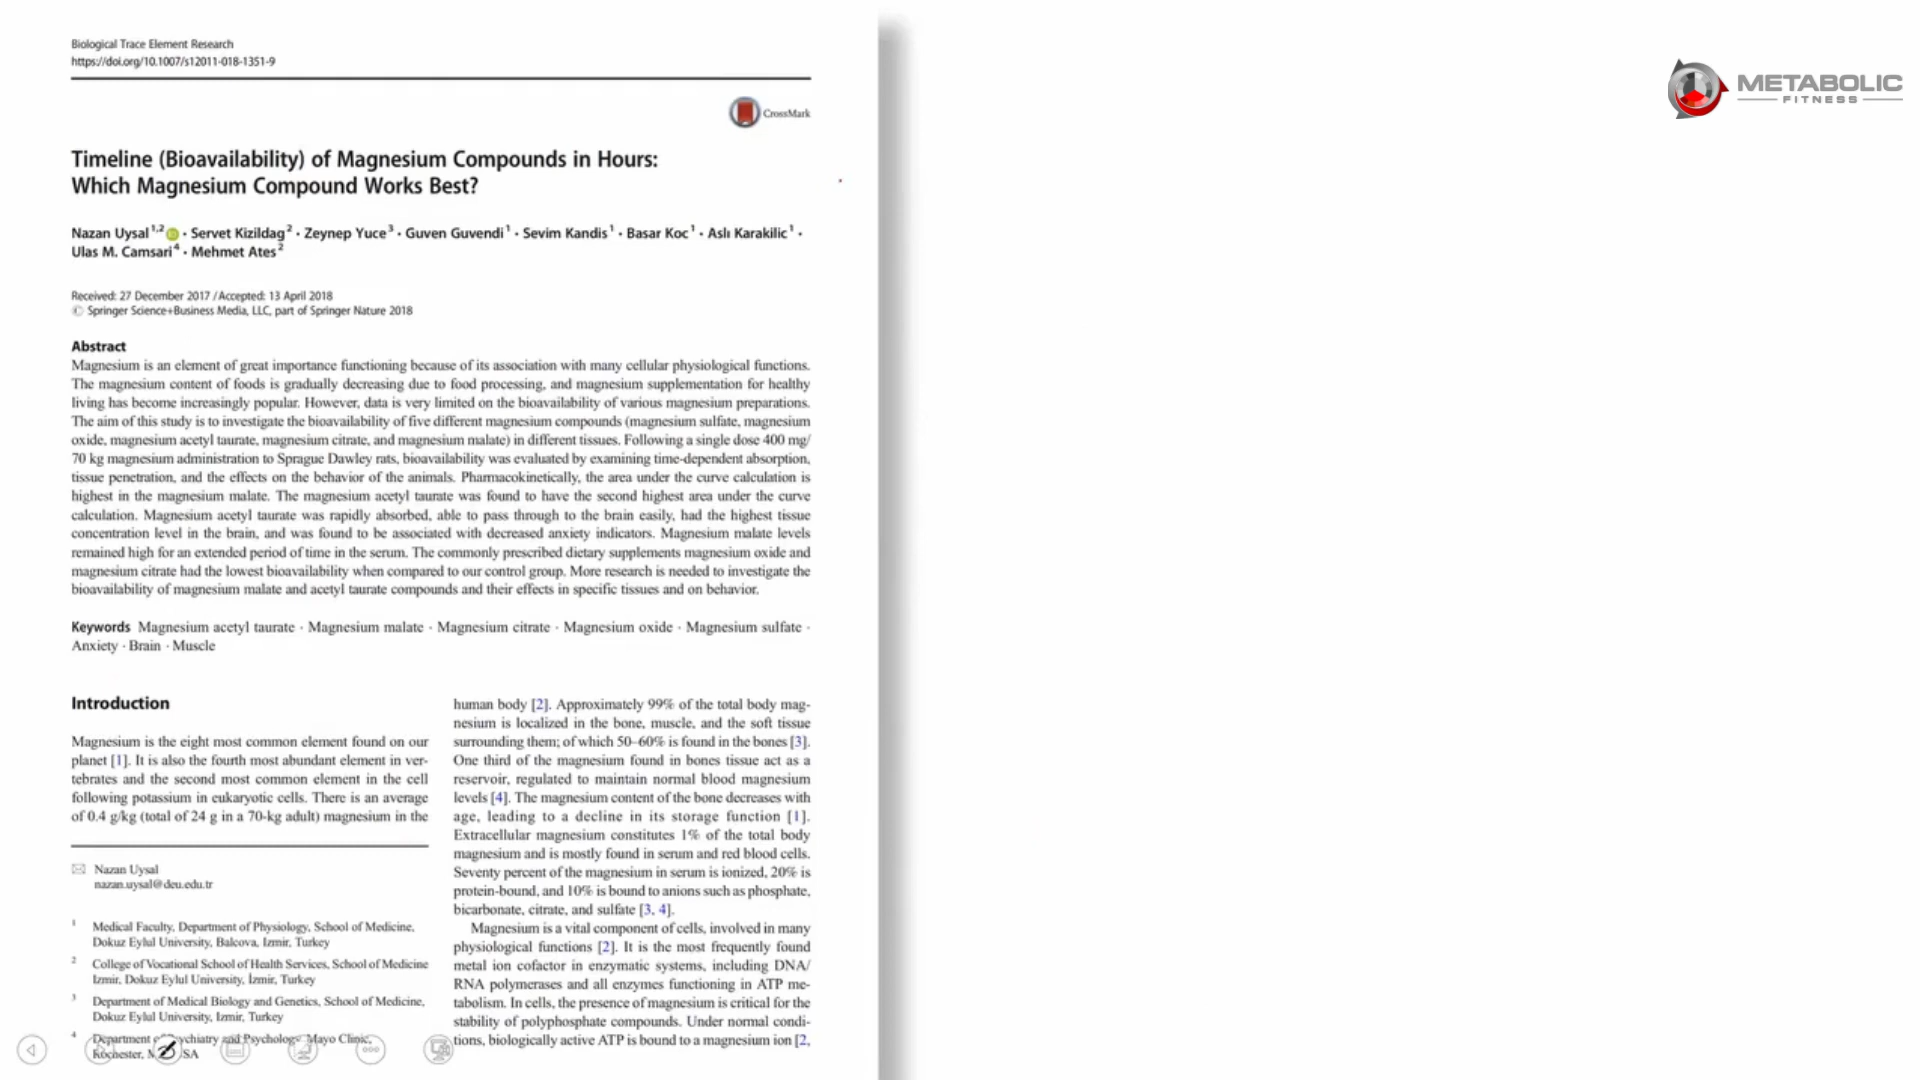 Biological Trace Element Research
https://doi.org/10.1007/s12011-018-1351-9
CrossMark
METABOLIC
FITNESS
Timeline (Bioavailability) of Magnesium Compounds in Hours:
Which Magnesium Compound Works Best?
Nazan Uysal 1,2 · Servet Kizildag 2 · Zeynep Yuce 3 · Guven Guvendi 1 · Sevim Kandis 1 · Basar Koc 1 · Aslı Karakilic 1 ·
Ulas M. Camsari 4 · Mehmet Ates 2
Received: 27 December 2017 / Accepted: 13 April 2018
© Springer Science+Business Media, LLC, part of Springer Nature 2018
Abstract
Magnesium is an element of great importance functioning because of its association with many cellular physiological functions.
The magnesium content of foods is gradually decreasing due to food processing, and magnesium supplementation for healthy
living has become increasingly popular. However, data is very limited on the bioavailability of various magnesium preparations.
The aim of this study is to investigate the bioavailability of five different magnesium compounds (magnesium sulfate, magnesium
oxide, magnesium acetyl taurate, magnesium citrate, and magnesium malate) in different tissues. Following a single dose 400 mg/
70 kg magnesium administration to Sprague Dawley rats, bioavailability was evaluated by examining time-dependent absorption,
tissue penetration, and the effects on the behavior of the animals. Pharmacokinetically, the area under the curve calculation is
highest in the magnesium malate. The magnesium acetyl taurate was found to have the second highest area under the curve
calculation. Magnesium acetyl taurate was rapidly absorbed, able to pass through to the brain easily, had the highest tissue
concentration level in the brain, and was found to be associated with decreased anxiety indicators. Magnesium malate levels
remained high for an extended period of time in the serum. The commonly prescribed dietary supplements magnesium oxide and
magnesium citrate had the lowest bioavailability when compared to our control group. More research is needed to investigate the
bioavailability of magnesium malate and acetyl taurate compounds and their effects in specific tissues and on behavior.
Keywords Magnesium acetyl taurate · Magnesium malate · Magnesium citrate · Magnesium oxide · Magnesium sulfate ·
Anxiety · Brain · Muscle
Introduction
Magnesium is the eight most common element found on our
planet [1]. It is also the fourth most abundant element in ver-
tebrates and the second most common element in the cell
following potassium in eukaryotic cells. There is an average
of 0.4 g/kg (total of 24 g in a 70-kg adult) magnesium in the
Nazan Uysal
nazan.uysal@deu.edu.tr
1 Medical Faculty, Department of Physiology, School of Medicine,
Dokuz Eylul University, Balcova, Izmir, Turkey
2 College of Vocational School of Health Services, School of Medicine
Izmir, Dokuz Eylul University, İzmir, Turkey
3 Department of Medical Biology and Genetics, School of Medicine,
Dokuz Eylul University, Izmir, Turkey
4 Department Psychiatry and Psychology Mayo Clinic,
Rochester,
human body [2]. Approximately 99% of the total body mag-
nesium is localized in the bone, muscle, and the soft tissue
surrounding them; of which 50–60% is found in the bones [3].
One third of the magnesium found in bones tissue act as a
reservoir, regulated to maintain normal blood magnesium
levels [4]. The magnesium content of the bone decreases with
age, leading to a decline in its storage function [1].
Extracellular magnesium constitutes 1% of the total body
magnesium and is mostly found in serum and red blood cells.
Seventy percent of the magnesium in serum is ionized, 20% is
protein-bound, and 10% is bound to anions such as phosphate,
bicarbonate, citrate, and sulfate [3, 4].
Magnesium is a vital component of cells, involved in many
physiological functions [2]. It is the most frequently found
metal ion cofactor in enzymatic systems, including DNA/
RNA polymerases and all enzymes functioning in ATP me-
tabolism. In cells, the presence of magnesium is critical for the
stability of polyphosphate compounds. Under normal condi-
tions, biologically active ATP is bound to a magnesium ion [2,